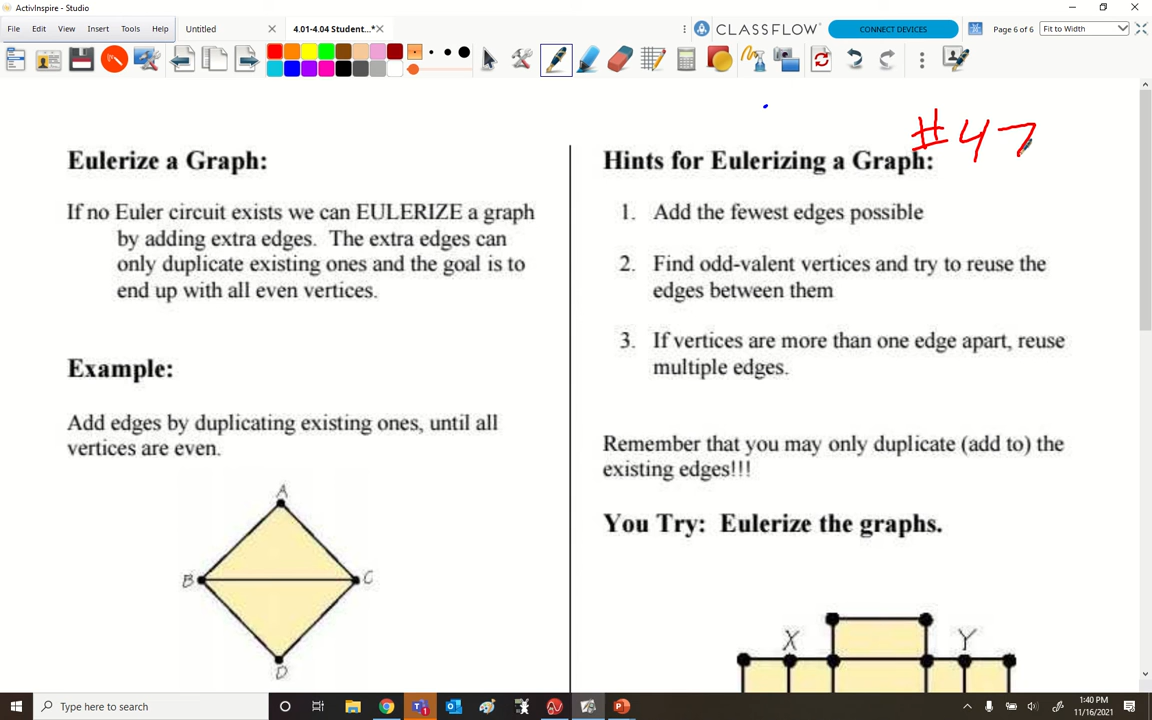 ActivInspire - Studio
File Edit View Insert Tools Help
Untitled
4.01-4.04 Student...*
CLASSFLOW
CONNECT DEVICES
Page 6 of 6
Fit to Width
#47
Eulerize a Graph:
If no Euler circuit exists we can EULERIZE a graph
by adding extra edges. The extra edges can
only duplicate existing ones and the goal is to
end up with all even vertices.
Example:
Add edges by duplicating existing ones, until all
vertices are even.
A
B
C
D
Hints for Eulerizing a Graph:
1. Add the fewest edges possible
2. Find odd-valent vertices and try to reuse the
edges between them
3. If vertices are more than one edge apart, reuse
multiple edges.
Remember that you may only duplicate (add to) the
existing edges!!!
You Try: Eulerize the graphs.
X
Y
Type here to search
1:40 PM
11/16/2021